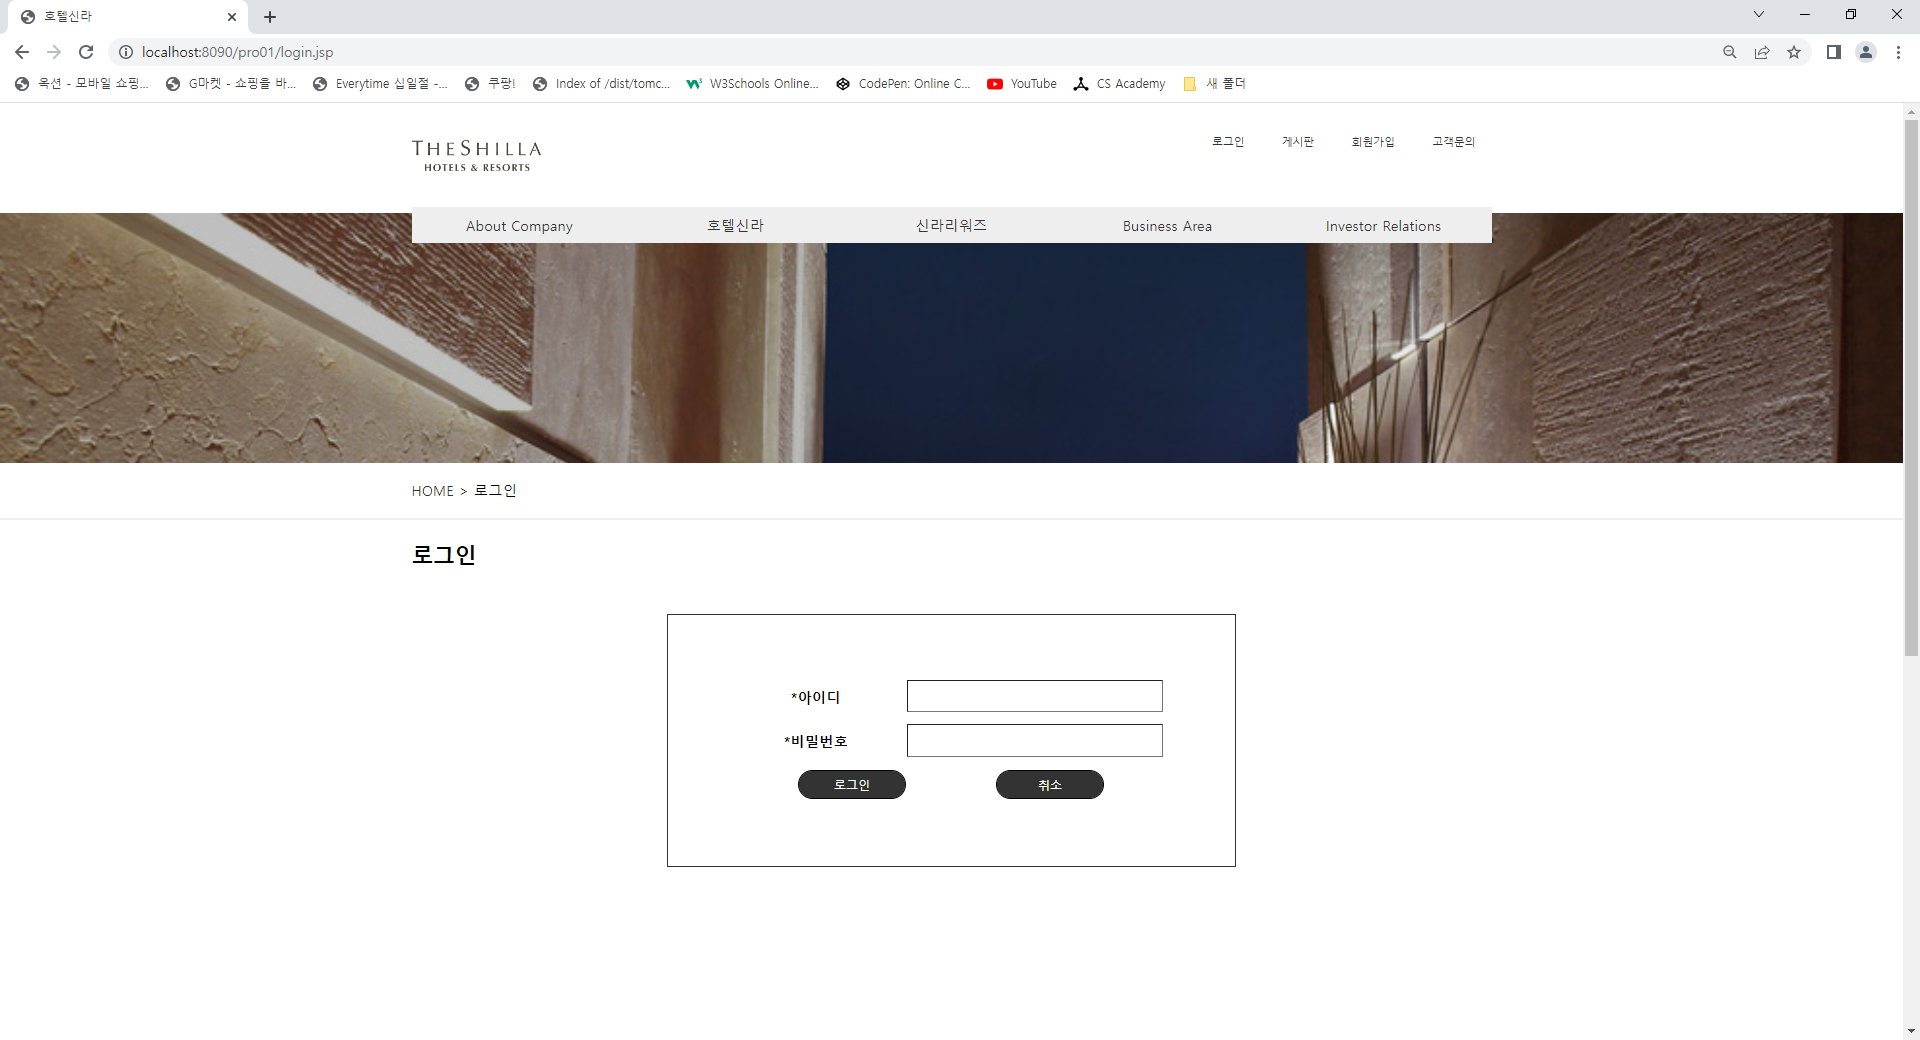 호텔신라
localhost:8090/pro01/login.jsp
옥션 - 모바일 쇼핑... G마켓 - 쇼핑을 바... Everytime 십일절 -... 쿠팡! Index of /dist/tomc... W3Schools Online... CodePen: Online C... YouTube CS Academy 새 폴더
THE SHILLA
HOTELS & RESORTS
로그인 게시판 회원가입 고객문의
About Company 호텔신라 신라리워즈 Business Area Investor Relations
HOME > 로그인
로그인
*아이디
*비밀번호
로그인 취소